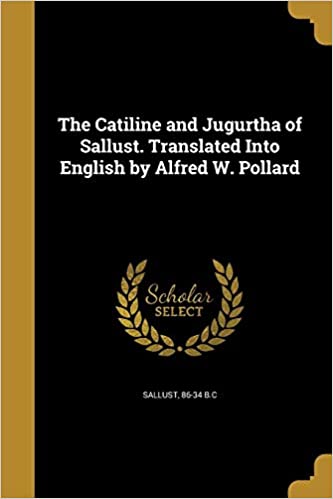 The Catiline and Jugurtha of
Sallust. Translated Into
English by Alfred W. Pollard
Scholar
SELECT
SALLUST, 86-34 B.C